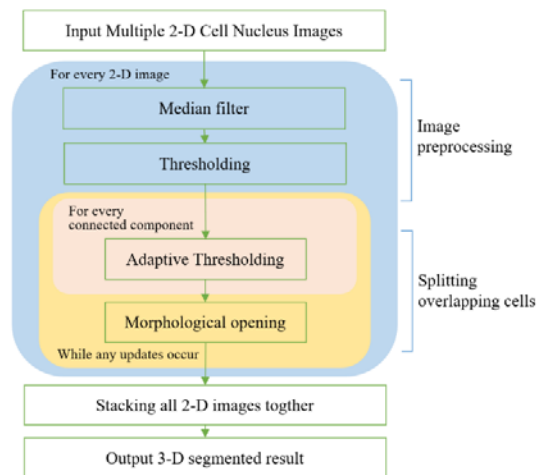 Input Multiple 2-D Cell Nucleus Images
For every 2-D image
Median filter
Image
preprocessing
Thresholding
For every
connected component
Adaptive Thresholding
Splitting
overlapping cells
Morphological opening
While any updates occur
Stacking all 2-D images togther
Output 3-D segmented result